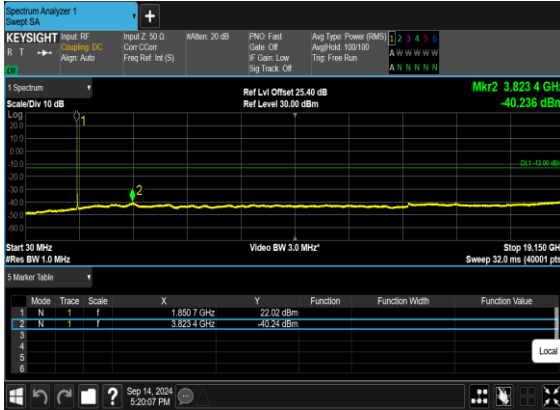 Spectrum Analyzer 1
Swept SA
+
KEYSIGHT Input: RF Input Z: 50 Ω #Atten: 20 dB PNO: Fast Avg Type: Power (RMS) 1 2 3 4 5 6
R T Coupling: DC Corr CCorr Gate: Off Avg|Hold: 100/100 A W W W W W
Align: Auto Freq Ref: Int (S) IF Gain: Low Trig: Free Run A N N N N N
Sig Track: Off
1 Spectrum Ref Lvl Offset 25.40 dB Mkr2 3.823 4 GHz
Scale/Div 10 dB Ref Level 30.00 dBm -40.236 dBm
Log
1
20.0
10.0
0.00
-10.0
DL1 -13.00 dBm
-20.0
-30.0
2
-40.0
-50.0
-60.0
Start 30 MHz Video BW 3.0 MHz* Stop 19.150 GH
#Res BW 1.0 MHz Sweep 32.0 ms (40001 pts
5 Marker Table
Mode Trace Scale X Y Function Function Width Function Value
1 N 1 f 1.850 7 GHz 22.02 dBm
2 N 1 f 3.823 4 GHz -40.24 dBm
3
4
5
6
Local
? Sep 14, 2024
5:20:07 PM